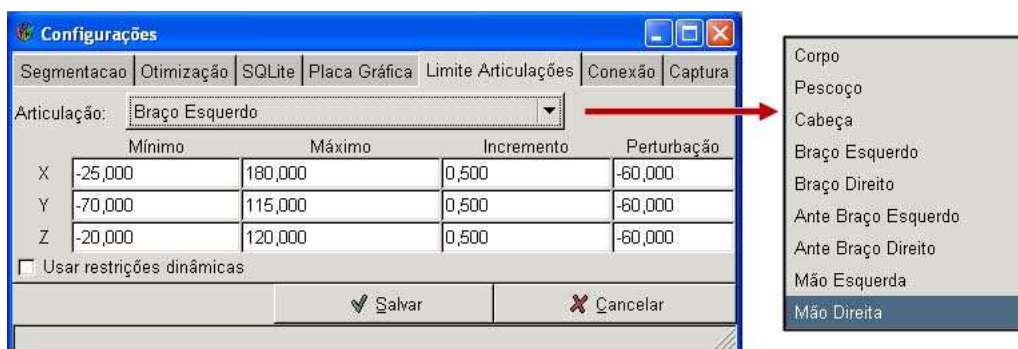 Configurações
Segmentacao Otimização SQLite Placa Gráfica Limite Articulações Conexão Captura
Articulação: Braço Esquerdo
Mínimo Máximo Incremento Perturbação
X -25,000 180,000 0,500 -60,000
Y -70,000 115,000 0,500 -60,000
Z -20,000 120,000 0,500 -60,000
Usar restrições dinâmicas
Salvar Cancelar
Corpo
Pescoço
Cabeça
Braço Esquerdo
Braço Direito
Ante Braço Esquerdo
Ante Braço Direito
Mão Esquerda
Mão Direita